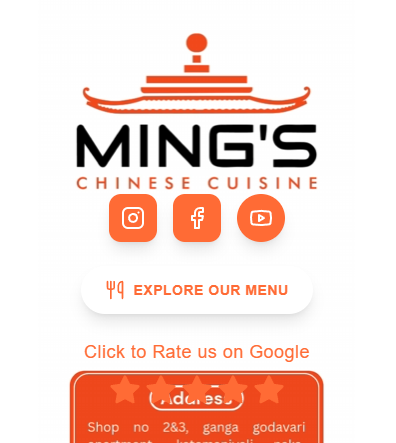 MING'S
CHINESE CUISINE
EXPLORE OUR MENU
Click to Rate us on Google
Address
Shop no 2&3, ganga godavari